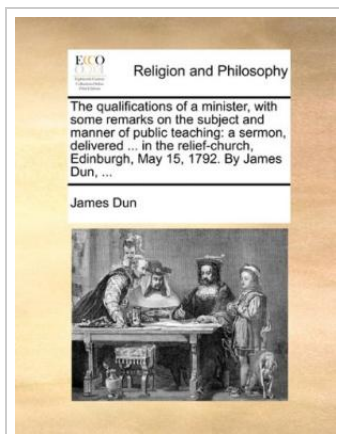 ECCO
Religion and Philosophy
The qualifications of a minister, with
some remarks on the subject and
manner of public teaching: a sermon,
delivered ... in the relief-church,
Edinburgh, May 15, 1792. By James
Dun, ...
James Dun